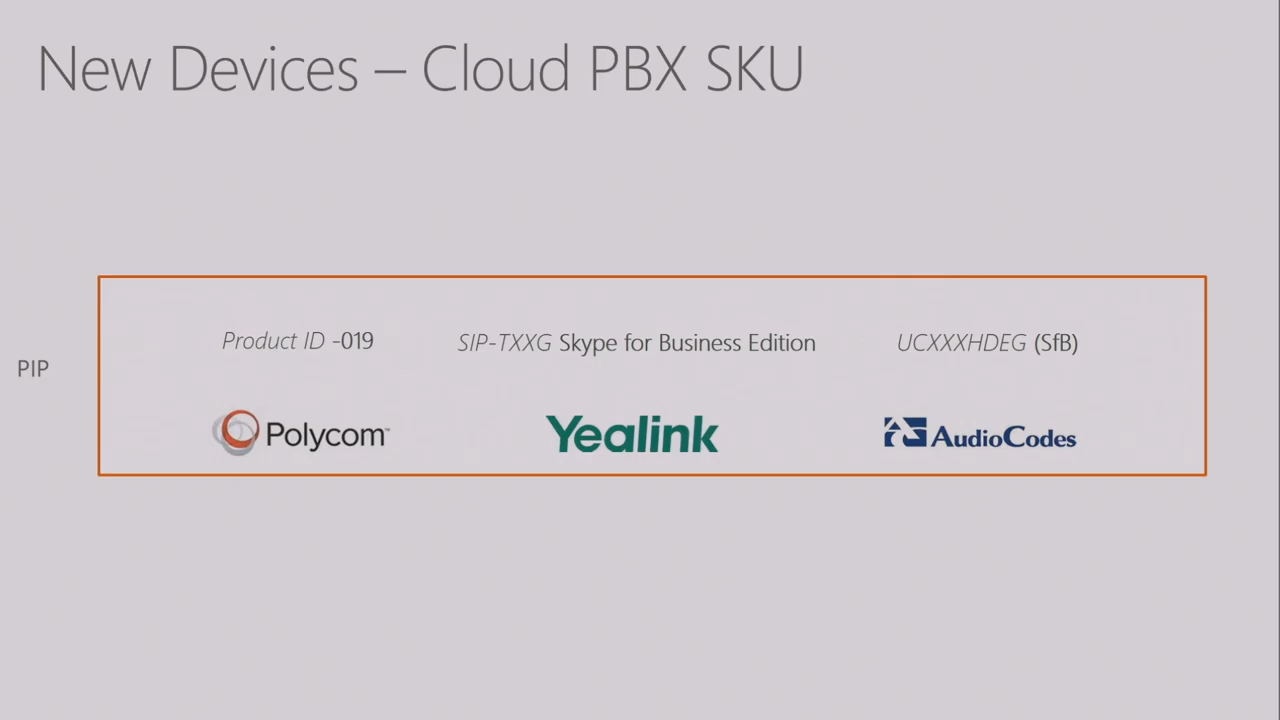 New Devices – Cloud PBX SKU
PIP
Product ID -019
SIP-TXXG Skype for Business Edition
UCXXXHDEG (SfB)
Polycom™
Yealink
AudioCodes